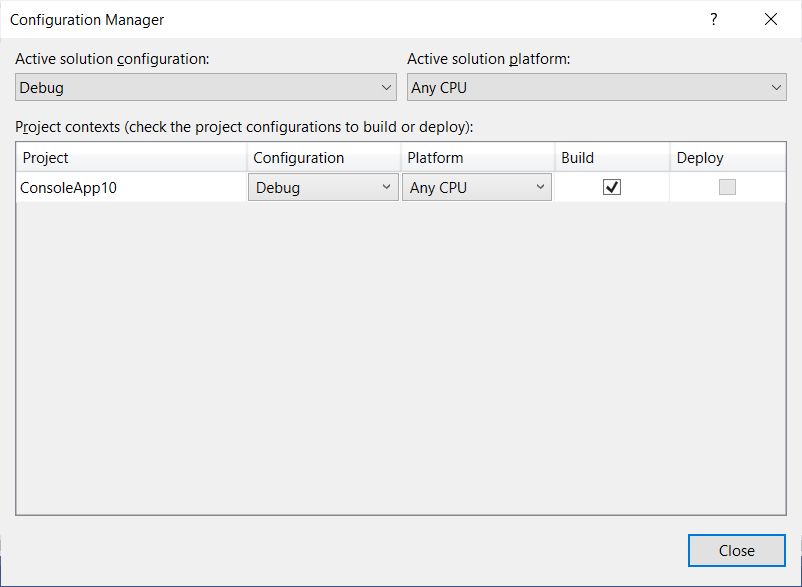 Configuration Manager ?
Active solution configuration: Active solution platform:
Debug Any CPU
Project contexts (check the project configurations to build or deploy):
Project Configuration Platform Build Deploy
ConsoleApp10 Debug Any CPU
Close